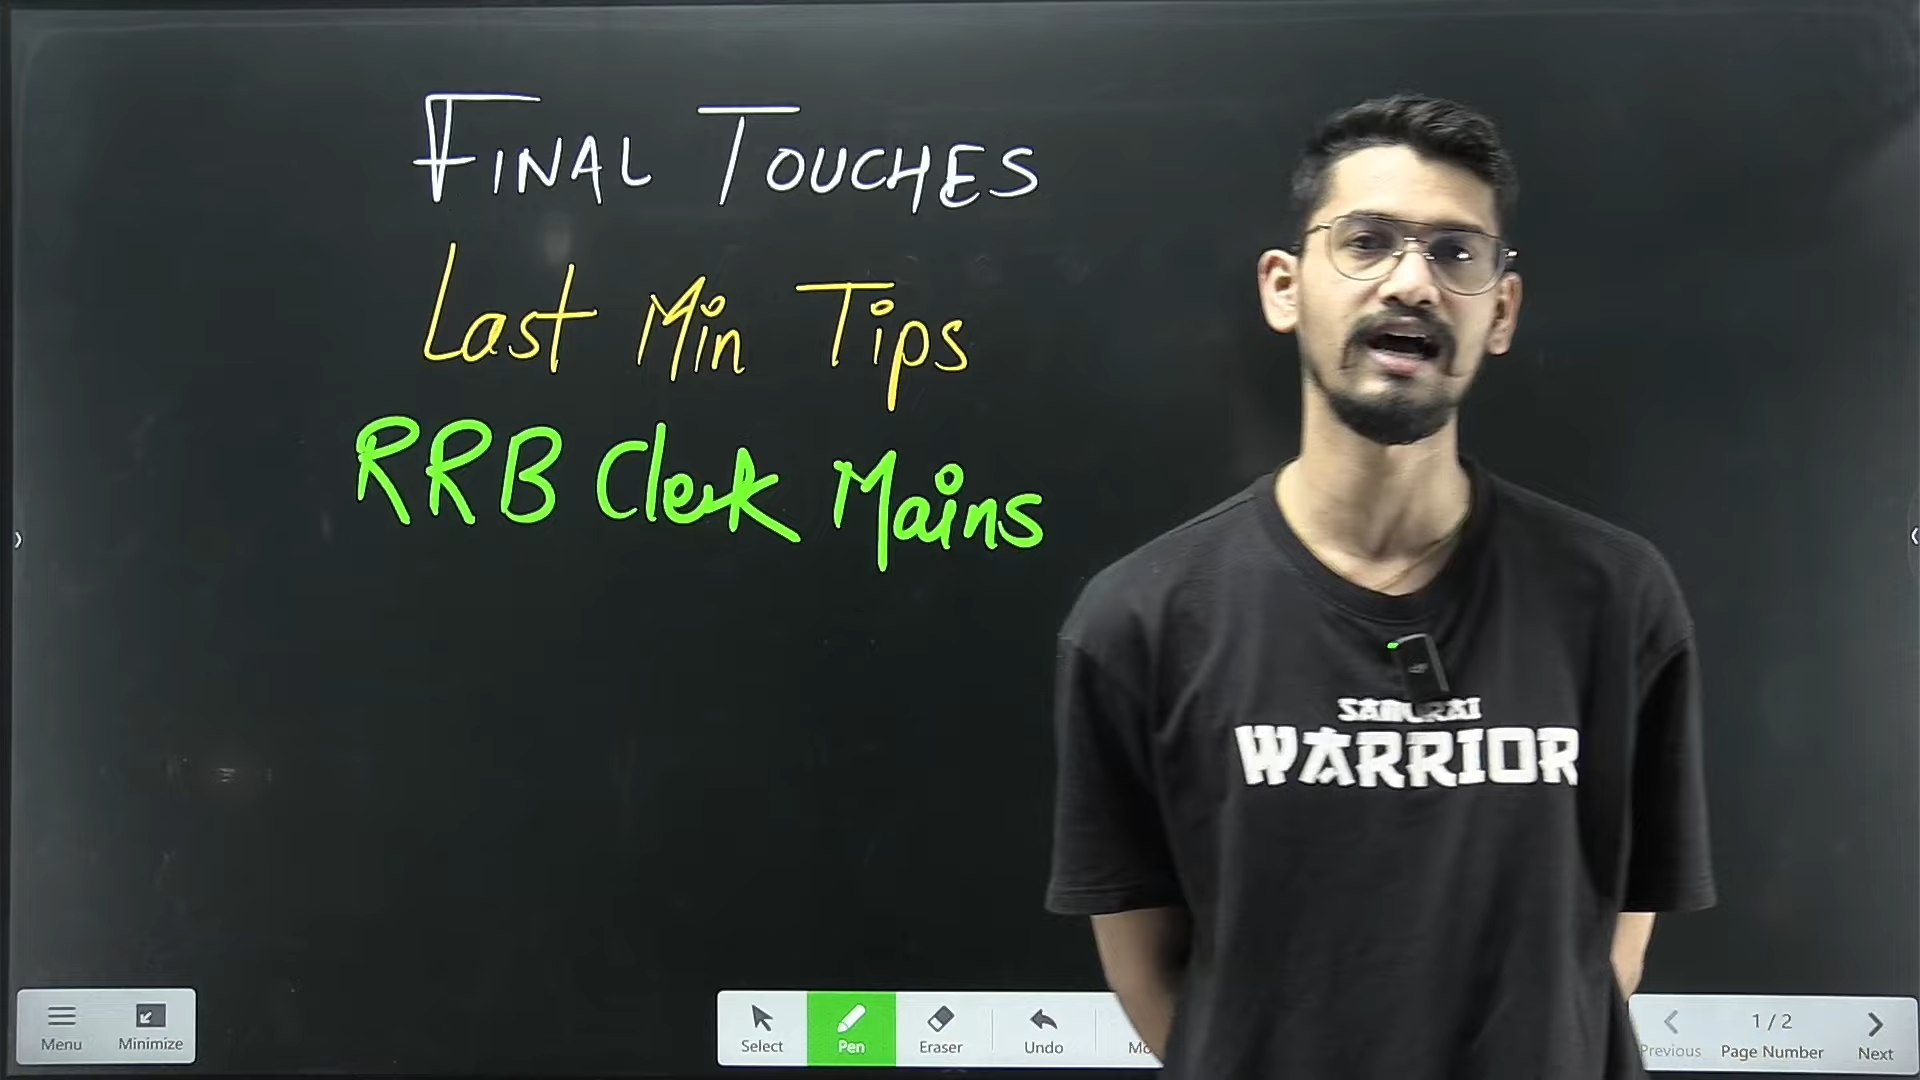 FINAL TOUCHES
Last Min Tips
RRB Clerk Mains
SAMURAI
WARRIOR
Menu
Minimize
Select
Pen
Eraser
Undo
Previous
1 / 2
Page Number
Next